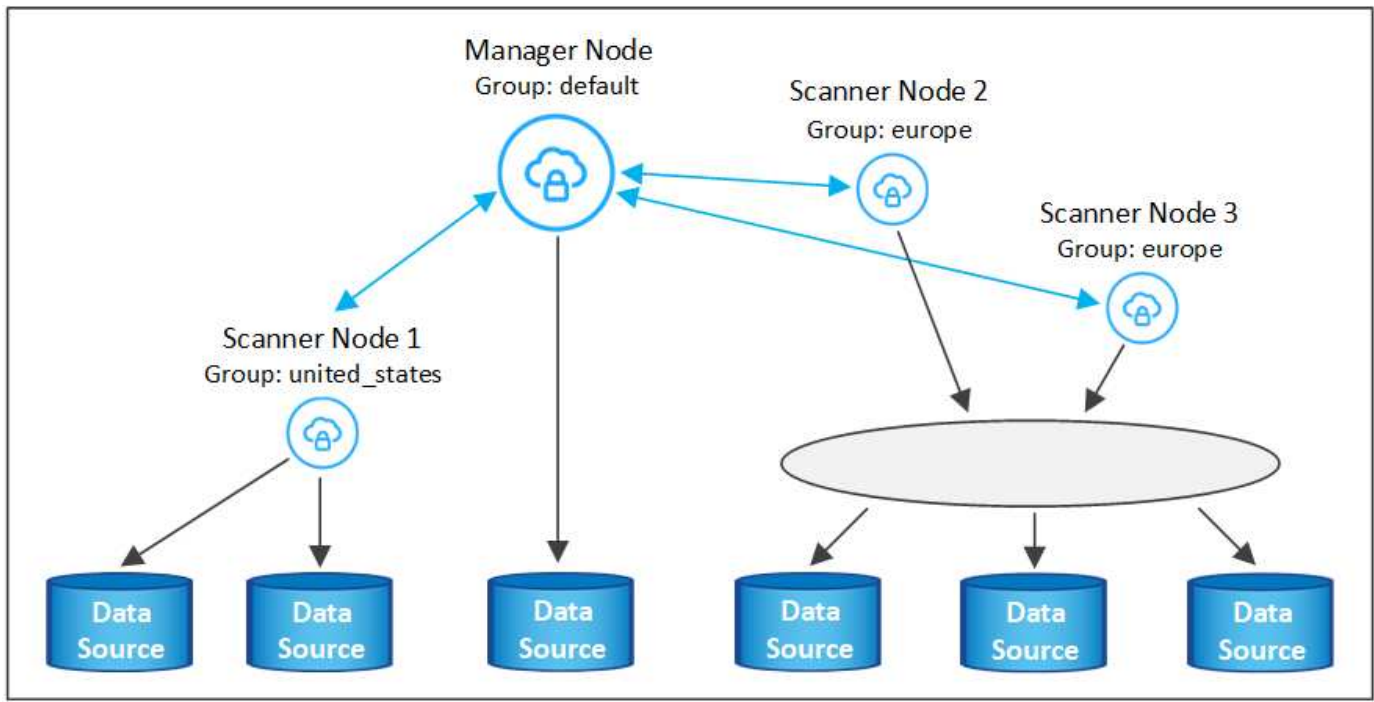 Manager Node
Group: default
Scanner Node 2
Group: europe
Scanner Node 3
Group: europe
Scanner Node 1
Group: united_states
Data
Source
Data
Source
Data
Source
Data
Source
Data
Source
Data
Source